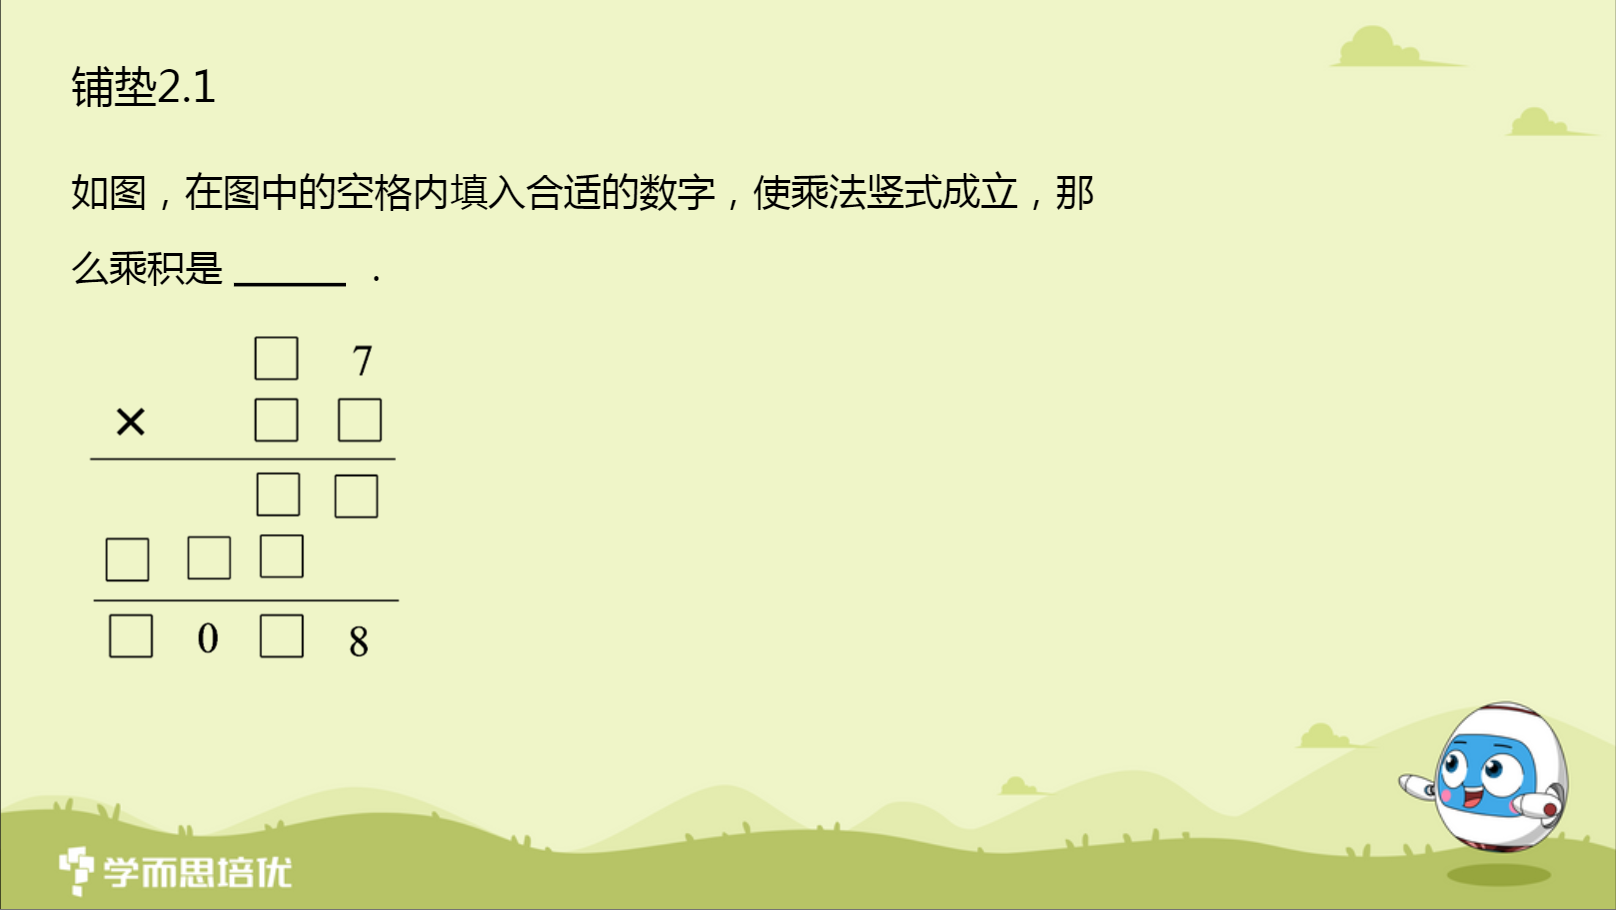 铺垫2.1
如图，在图中的空格内填入合适的数字，使乘法竖式成立，那
么乘积是 _____ .
□ 7
× □ □
□ □
□ □ □
□ 0 □ 8
学而思培优